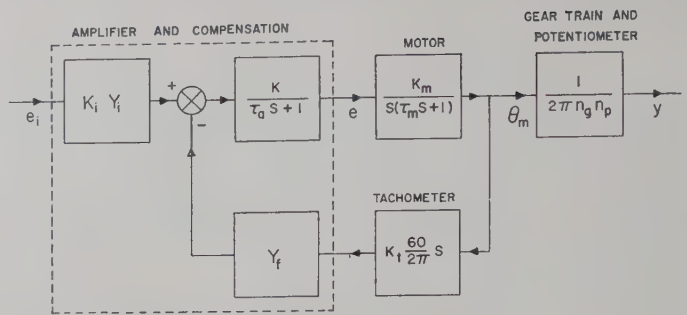 AMPLIFIER AND COMPENSATION
GEAR TRAIN AND
POTENTIOMETER
MOTOR
K_i Y_i
+
−
K
τ_a S + 1
K_m
S(τ_m S+1)
1
2π n_g n_p
e_i
e
θ_m
y
TACHOMETER
Y_f
K_t 60/2π S